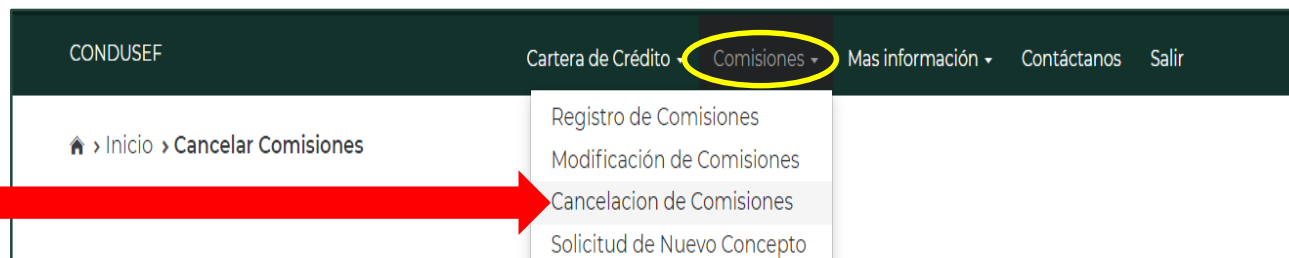 CONDUSEF Cartera de Crédito Comisiones Mas información Contáctanos Salir
Inicio › Cancelar Comisiones
Registro de Comisiones
Modificación de Comisiones
Cancelacion de Comisiones
Solicitud de Nuevo Concepto